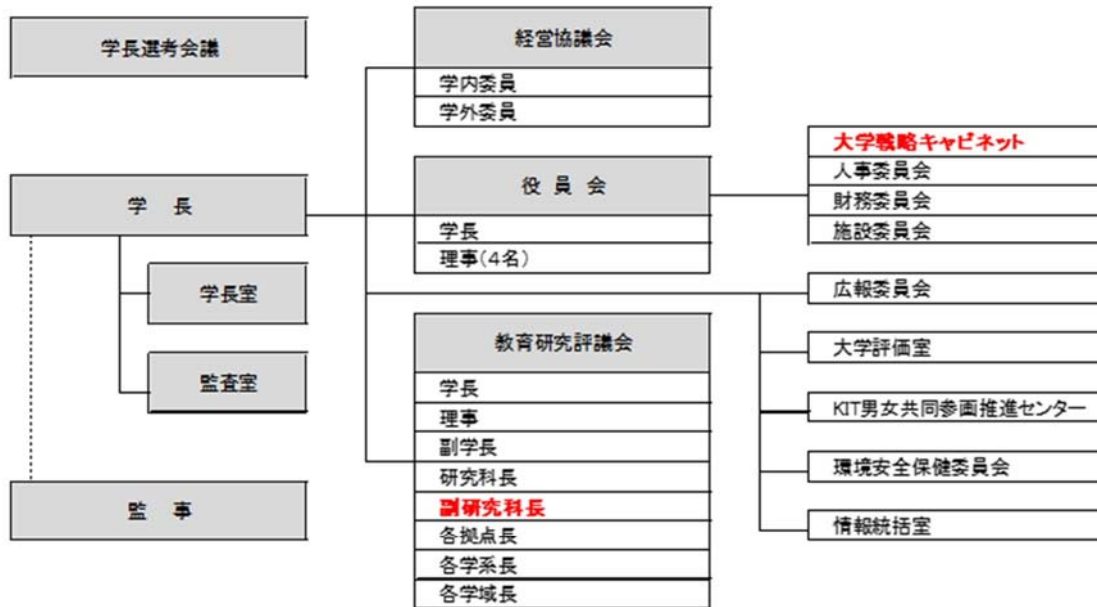 学長選考会議
学　長
学長室
監査室
監　事
経営協議会
学内委員
学外委員
役 員 会
学長
理事(4名)
教育研究評議会
学長
理事
副学長
研究科長
副研究科長
各拠点長
各学系長
各学域長
大学戦略キャビネット
人事委員会
財務委員会
施設委員会
広報委員会
大学評価室
KIT男女共同参画推進センター
環境安全保健委員会
情報統括室